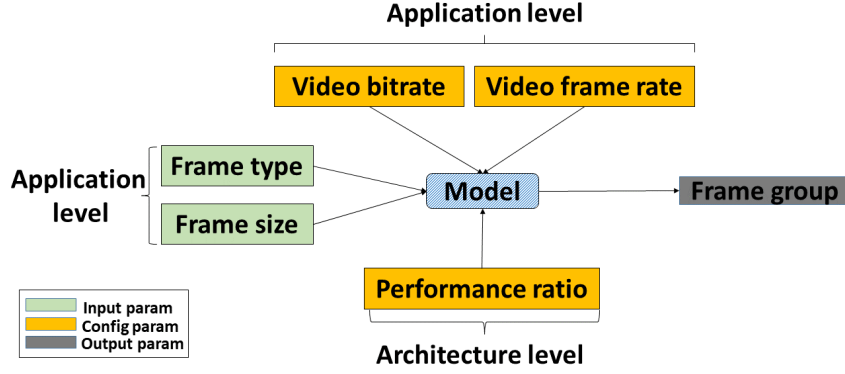 Application level
Video bitrate
Video frame rate
Application
level
Frame type
Frame size
Model
Frame group
Performance ratio
Architecture level
Input param
Config param
Output param